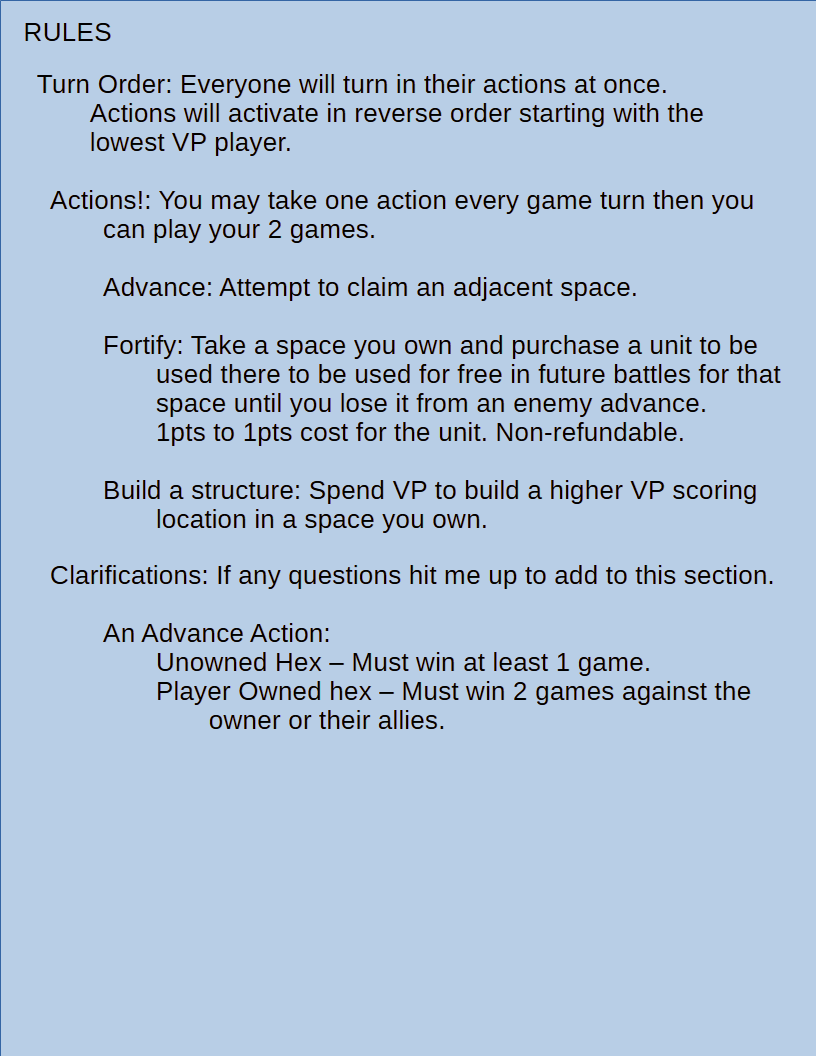 RULES
Turn Order: Everyone will turn in their actions at once.
Actions will activate in reverse order starting with the
lowest VP player.
Actions!: You may take one action every game turn then you
can play your 2 games.
Advance: Attempt to claim an adjacent space.
Fortify: Take a space you own and purchase a unit to be
used there to be used for free in future battles for that
space until you lose it from an enemy advance.
1pts to 1pts cost for the unit. Non-refundable.
Build a structure: Spend VP to build a higher VP scoring
location in a space you own.
Clarifications: If any questions hit me up to add to this section.
An Advance Action:
Unowned Hex – Must win at least 1 game.
Player Owned hex – Must win 2 games against the
owner or their allies.